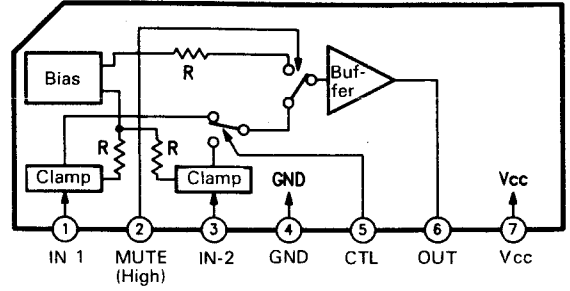 Bias
R
Buf-
fer
R
R
Clamp
Clamp
GND
Vcc
1
2
3
4
5
6
7
IN 1
MUTE
(High)
IN-2
GND
CTL
OUT
Vcc